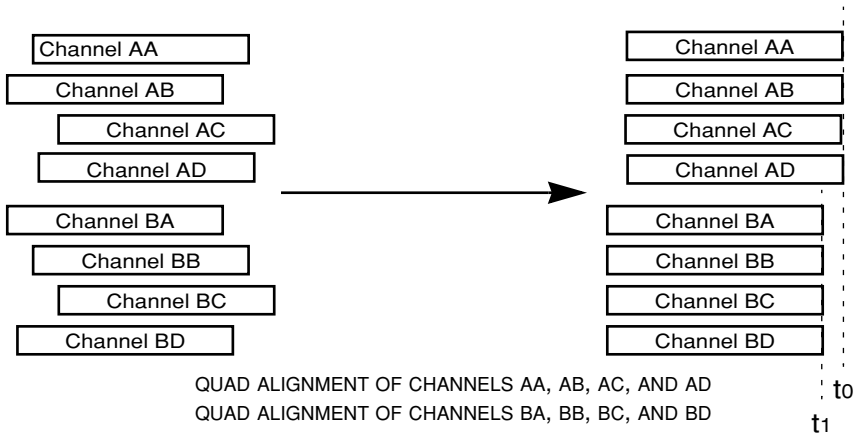 Channel AA
Channel AB
Channel AC
Channel AD
Channel BA
Channel BB
Channel BC
Channel BD
Channel AA
Channel AB
Channel AC
Channel AD
Channel BA
Channel BB
Channel BC
Channel BD
QUAD ALIGNMENT OF CHANNELS AA, AB, AC, AND AD
QUAD ALIGNMENT OF CHANNELS BA, BB, BC, AND BD
t0
t1